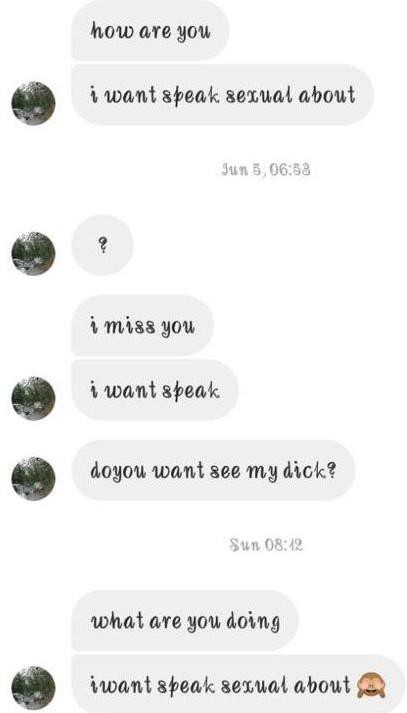 how are you
i want speak sexual about
Jun 5, 06:53
?
i miss you
i want speak
doyou want see my dick?
Sun 08:12
what are you doing
iwant speak sexual about 🙈